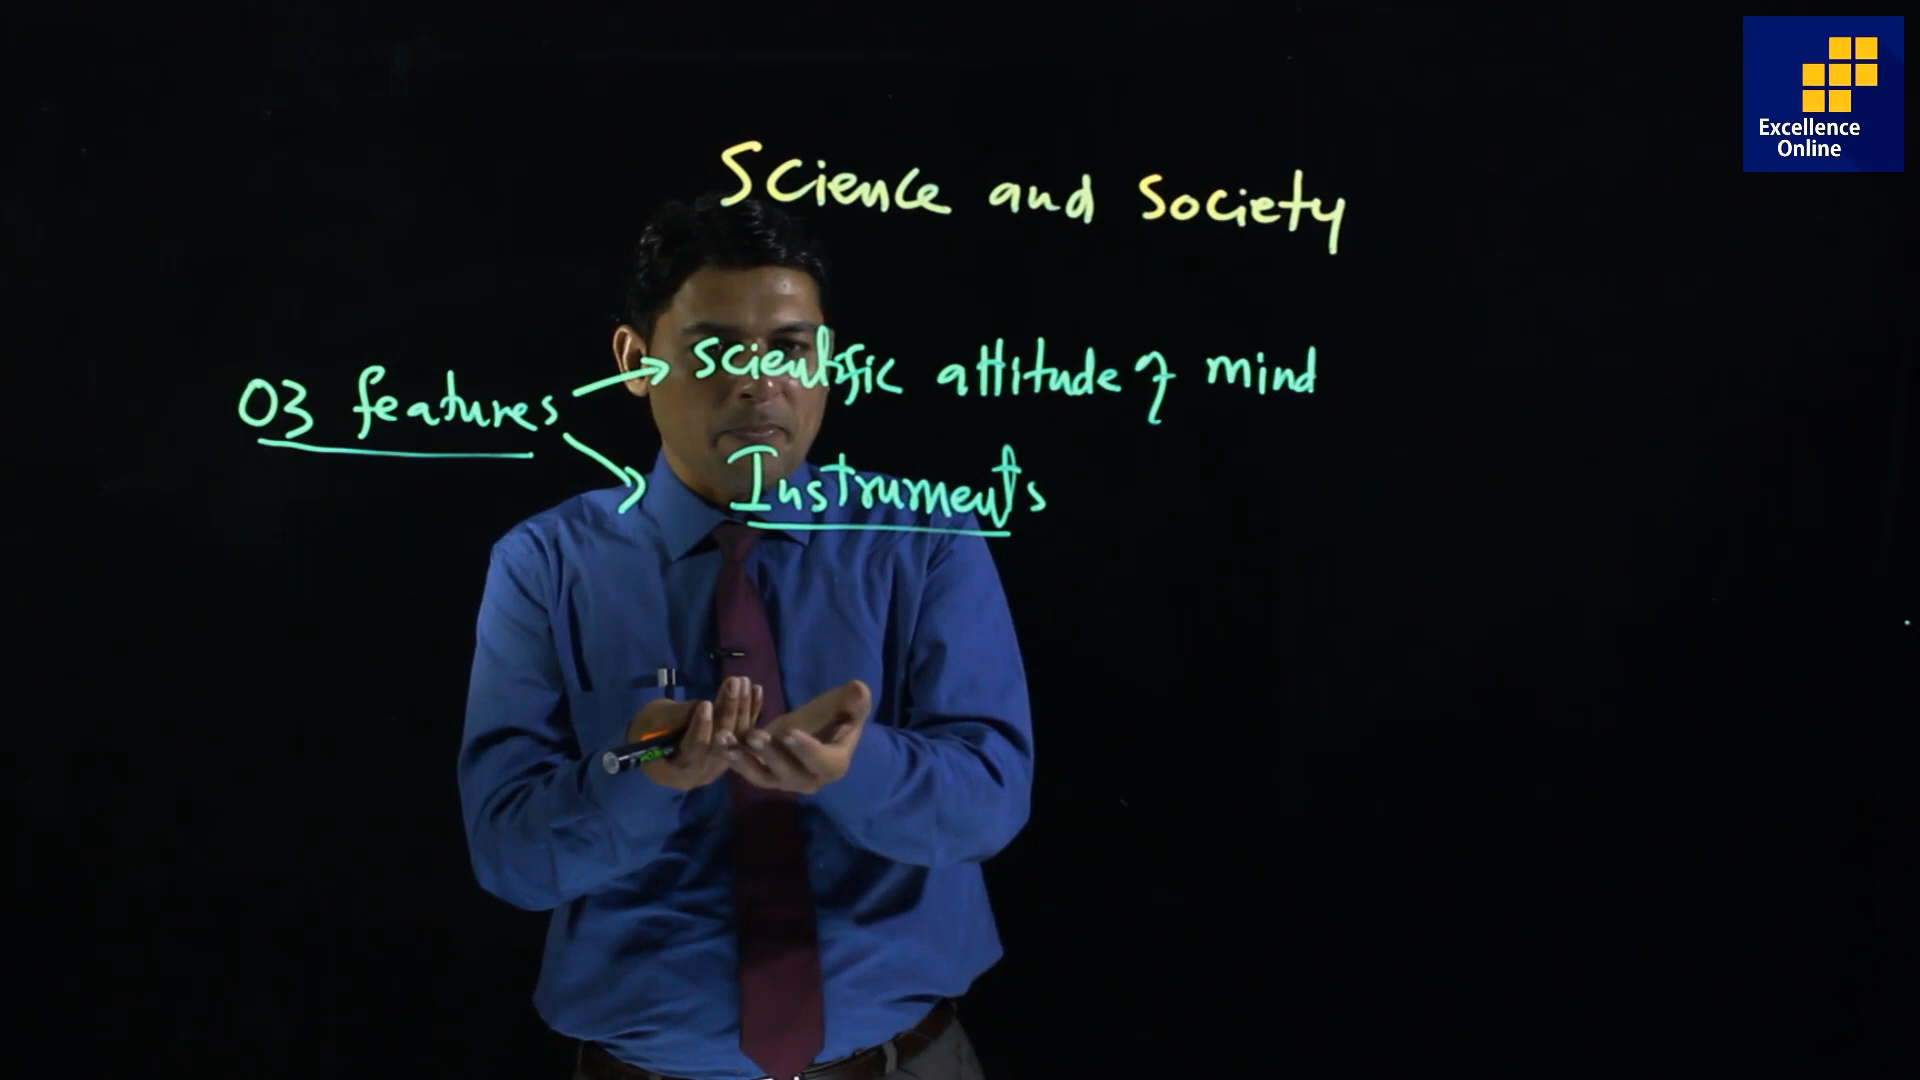 Excellence
Online
Science and Society
03 features
Scientific attitude of mind
Instruments